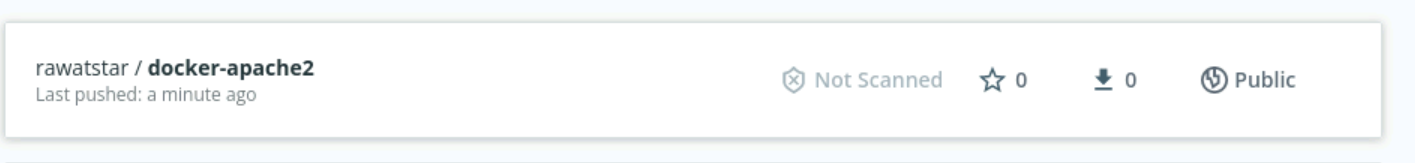 rawatstar / docker-apache2
Not Scanned 0 0 Public
Last pushed: a minute ago